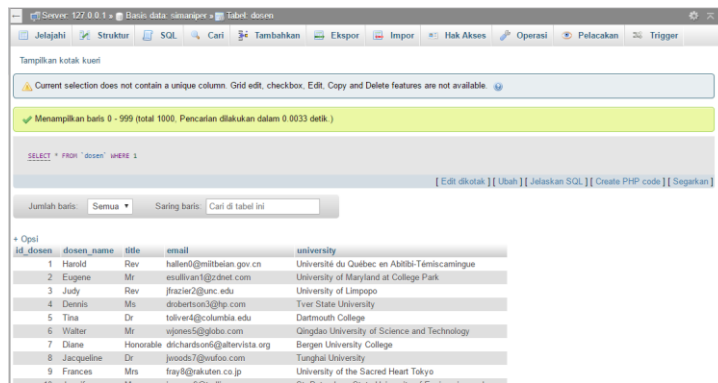 Server: 127.0.0.1 » Basis data: simaniper » Tabel: dosen
Jelajahi Struktur SQL Cari Tambahkan Ekspor Impor Hak Akses Operasi Pelacakan Trigger
Tampilkan kotak kueri
Current selection does not contain a unique column. Grid edit, checkbox, Edit, Copy and Delete features are not available.
Menampilkan baris 0 - 999 (total 1000, Pencarian dilakukan dalam 0.0033 detik.)
SELECT * FROM `dosen` WHERE 1
[ Edit dikotak ] [ Ubah ] [ Jelaskan SQL ] [ Create PHP code ] [ Segarkan ]
Jumlah baris: Semua Saring baris: Cari di tabel ini
+ Opsi
id_dosen dosen_name title email university
1 Harold Rev hallen0@miitbeian.gov.cn Université du Québec en Abitibi-Témiscamingue
2 Eugene Mr esullivan1@zdnet.com University of Maryland at College Park
3 Judy Rev jfrazier2@unc.edu University of Limpopo
4 Dennis Ms drobertson3@hp.com Tver State University
5 Tina Dr toliver4@columbia.edu Dartmouth College
6 Walter Mr wjones5@globo.com Qingdao University of Science and Technology
7 Diane Honorable drichardson6@altervista.org Bergen University College
8 Jacqueline Dr jwoods7@wufoo.com Tunghai University
9 Frances Mrs fray8@rakuten.co.jp University of the Sacred Heart Tokyo